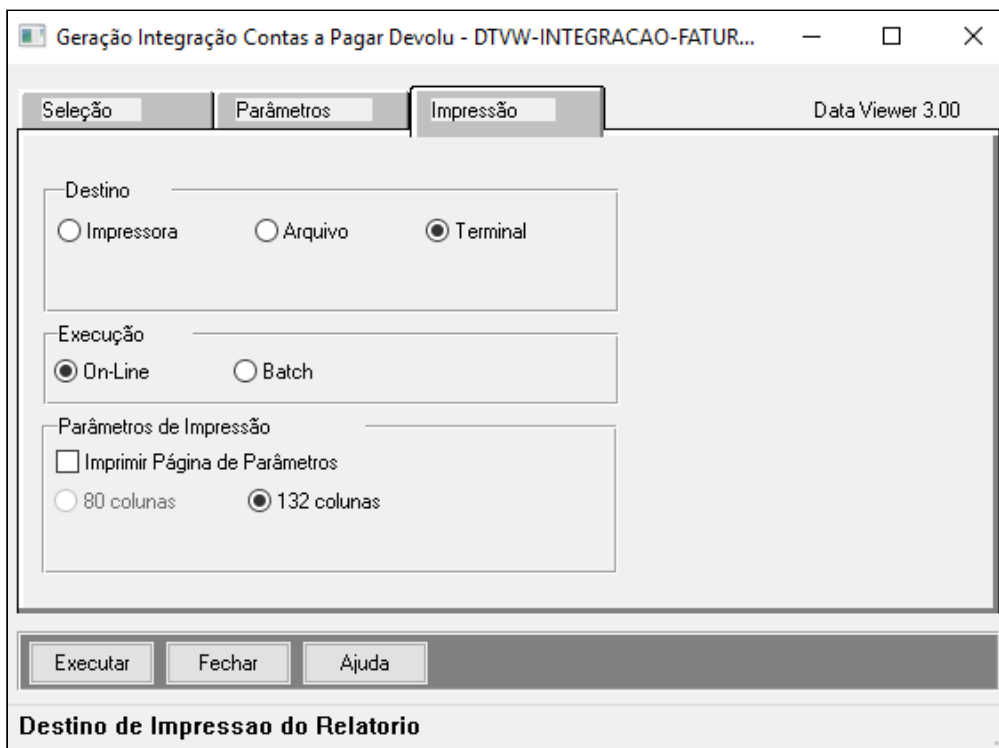 Geração Integração Contas a Pagar Devolu - DTVW-INTEGRACAO-FATUR...
Seleção Parâmetros Impressão Data Viewer 3.00
Destino
Impressora Arquivo Terminal
Execução
On-Line Batch
Parâmetros de Impressão
Imprimir Página de Parâmetros
80 colunas 132 colunas
Executar Fechar Ajuda
Destino de Impressao do Relatorio